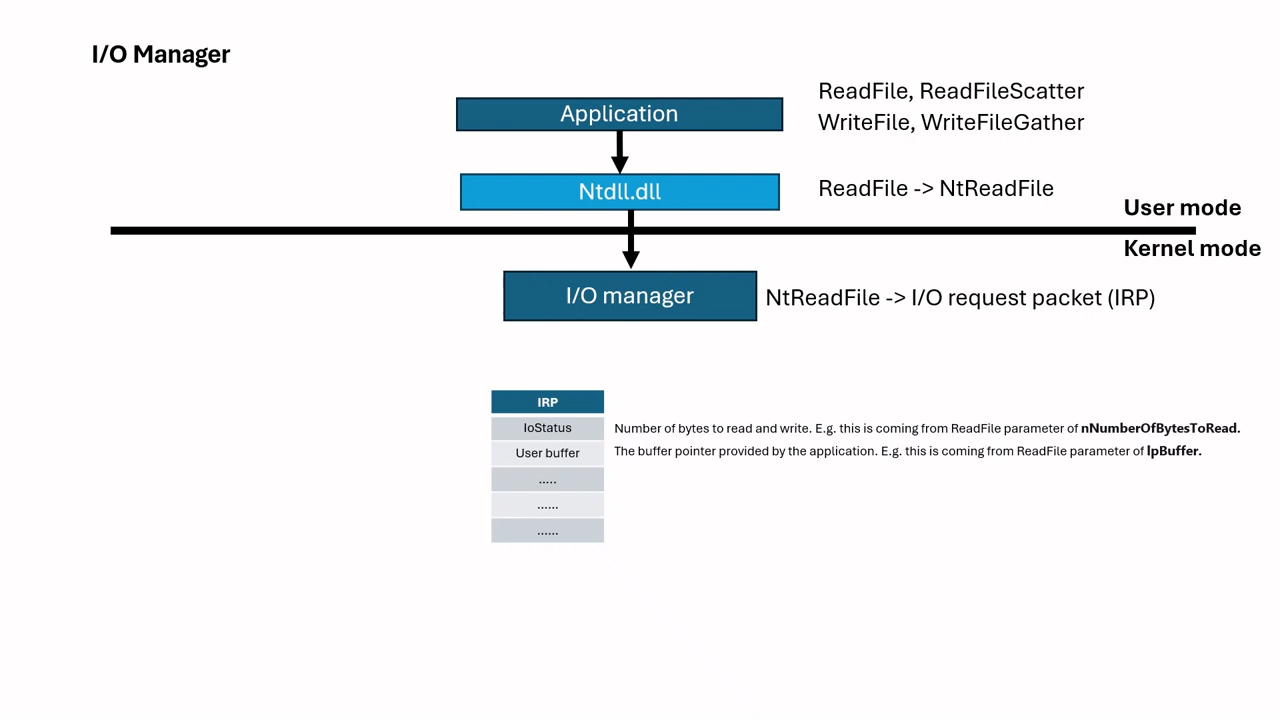 I/O Manager
Application
ReadFile, ReadFileScatter
WriteFile, WriteFileGather
Ntdll.dll
ReadFile -> NtReadFile
User mode
Kernel mode
I/O manager
NtReadFile -> I/O request packet (IRP)
IRP
IoStatus
Number of bytes to read and write. E.g. this is coming from ReadFile parameter of nNumberOfBytesToRead.
User buffer
The buffer pointer provided by the application. E.g. this is coming from ReadFile parameter of lpBuffer.
.....
......
......